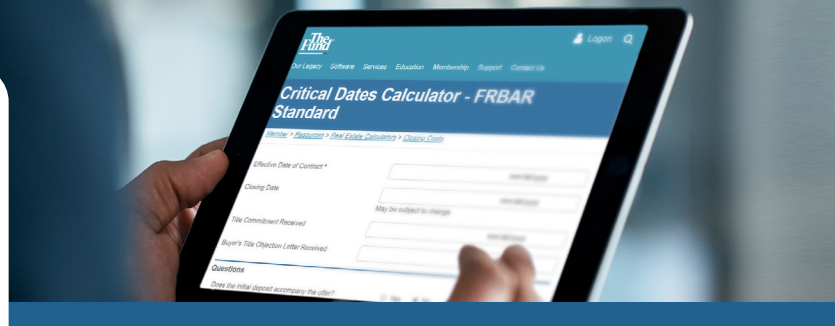 The
Fund
Logon
Our Legacy Software Services Education Membership Support Contact Us
Critical Dates Calculator - FRBAR
Standard
Member > Resources > Real Estate Calculators > Closing Costs
Effective Date of Contract *
Closing Date
May be subject to change
Title Commitment Received
Buyer's Title Objection Letter Received
Questions
Does the initial deposit accompany the offer?